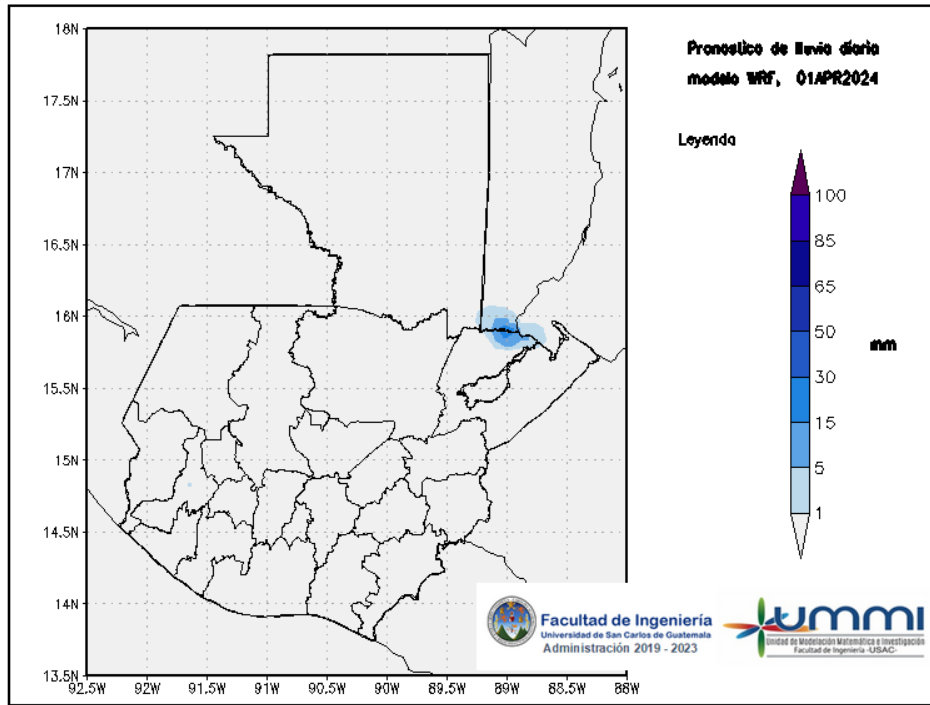 Pronostico de lluvia diaria
modelo WRF, 01APR2024
Leyenda
18N
17.5N
17N
16.5N
16N
15.5N
15N
14.5N
14N
13.5N
92.5W
92W
91.5W
91W
90.5W
90W
89.5W
89W
88.5W
88W
100
85
65
50
30
15
5
1
mm
Facultad de Ingeniería
Universidad de San Carlos de Guatemala
Administración 2019 - 2023
ummi
Unidad de Modelación Matemática e Investigación
Facultad de Ingeniería -USAC-